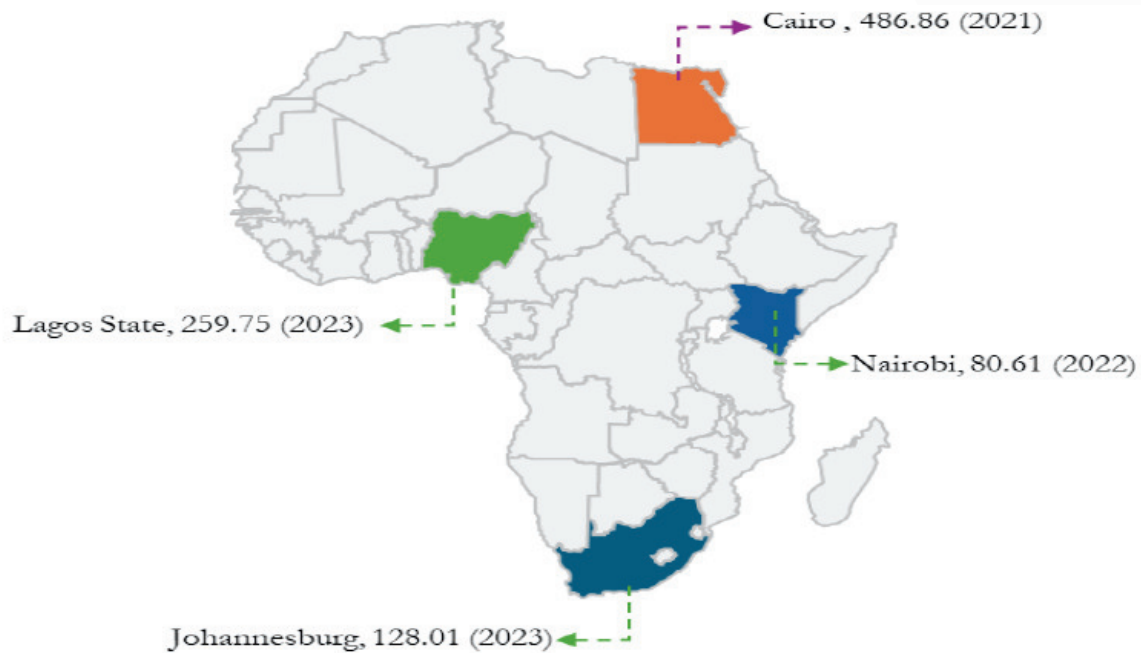 Cairo , 486.86 (2021)
Lagos State, 259.75 (2023)
Nairobi, 80.61 (2022)
Johannesburg, 128.01 (2023)